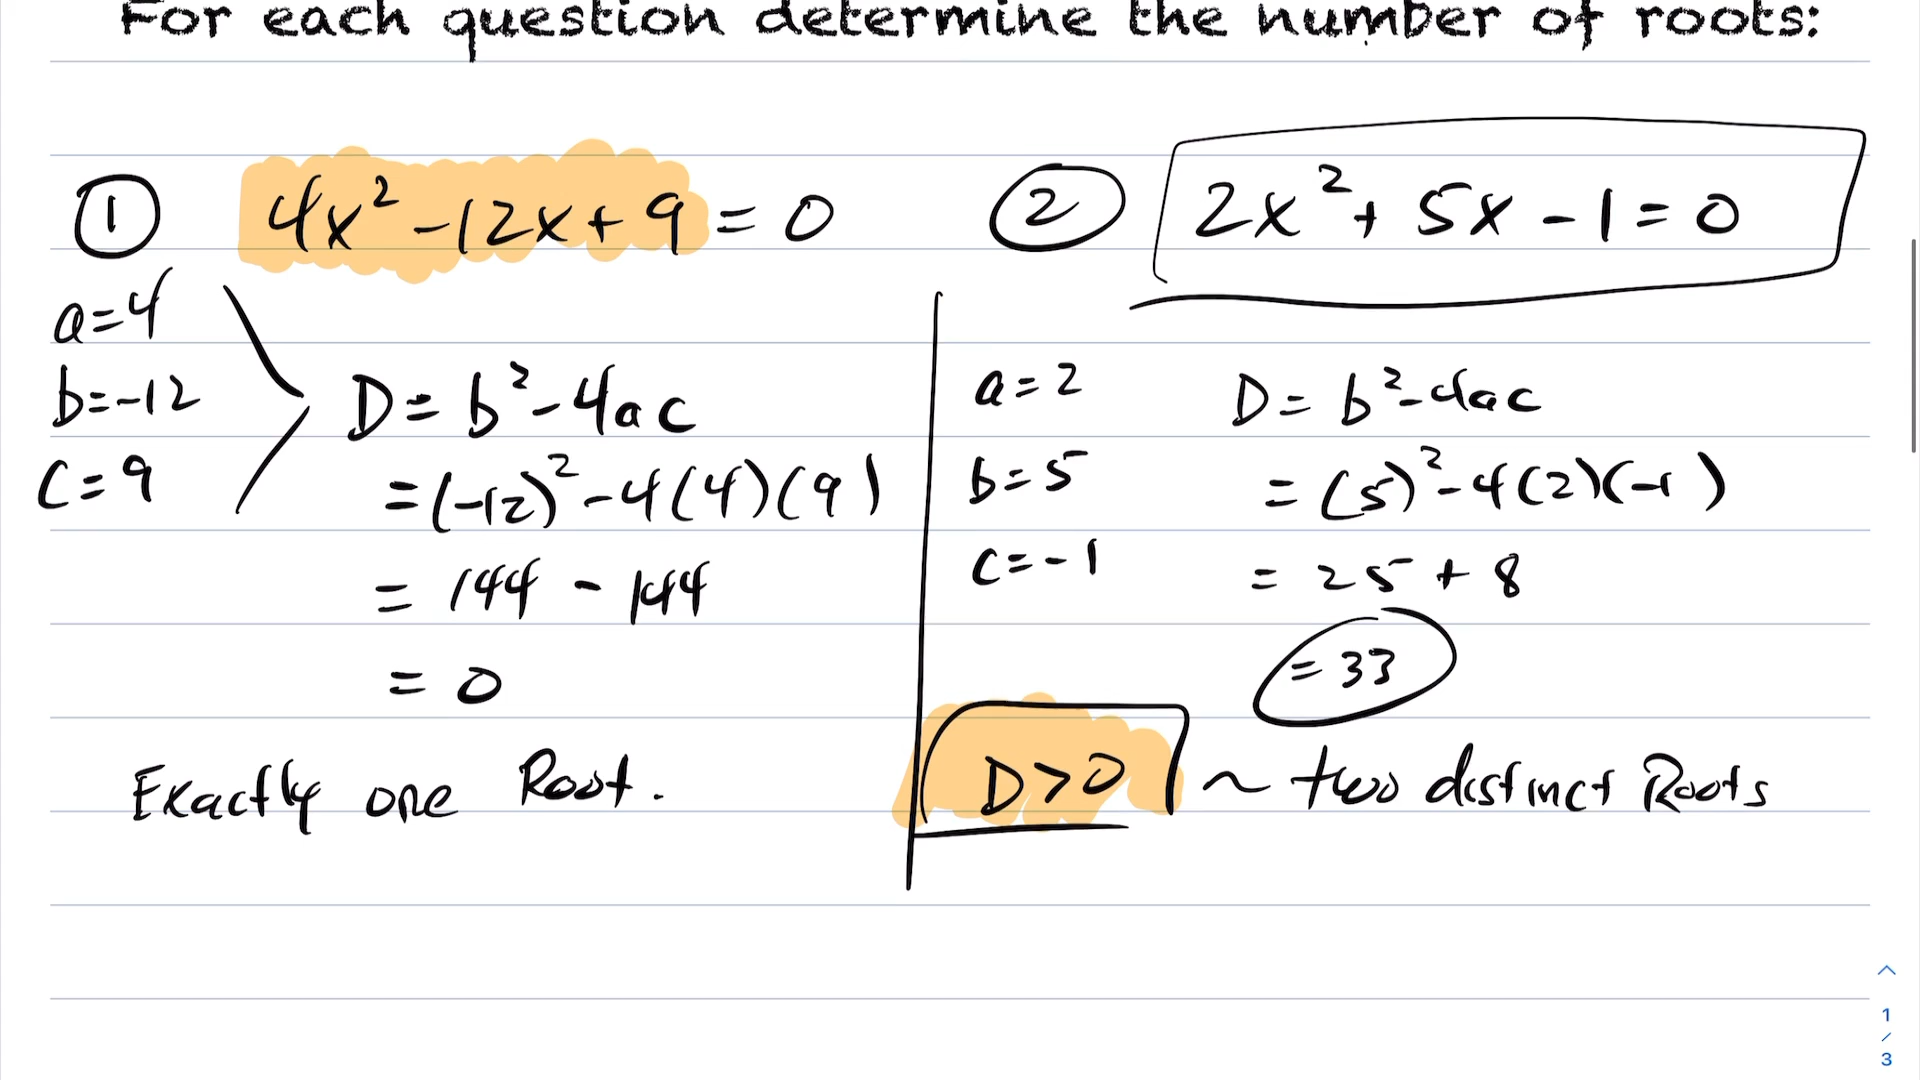 For each question determine the number of roots:
① 4x² -12x + 9 = 0
a=4
b=-12
c=9
D = b² - 4ac
= (-12)² - 4(4)(9)
= 144 - 144
= 0
Exactly one Root.
② 2x² + 5x - 1 = 0
a=2
b=5
c=-1
D = b² - 4ac
= (5)² - 4(2)(-1)
= 25 + 8
= 33
D>0 ~ two distinct Roots
1
/
3